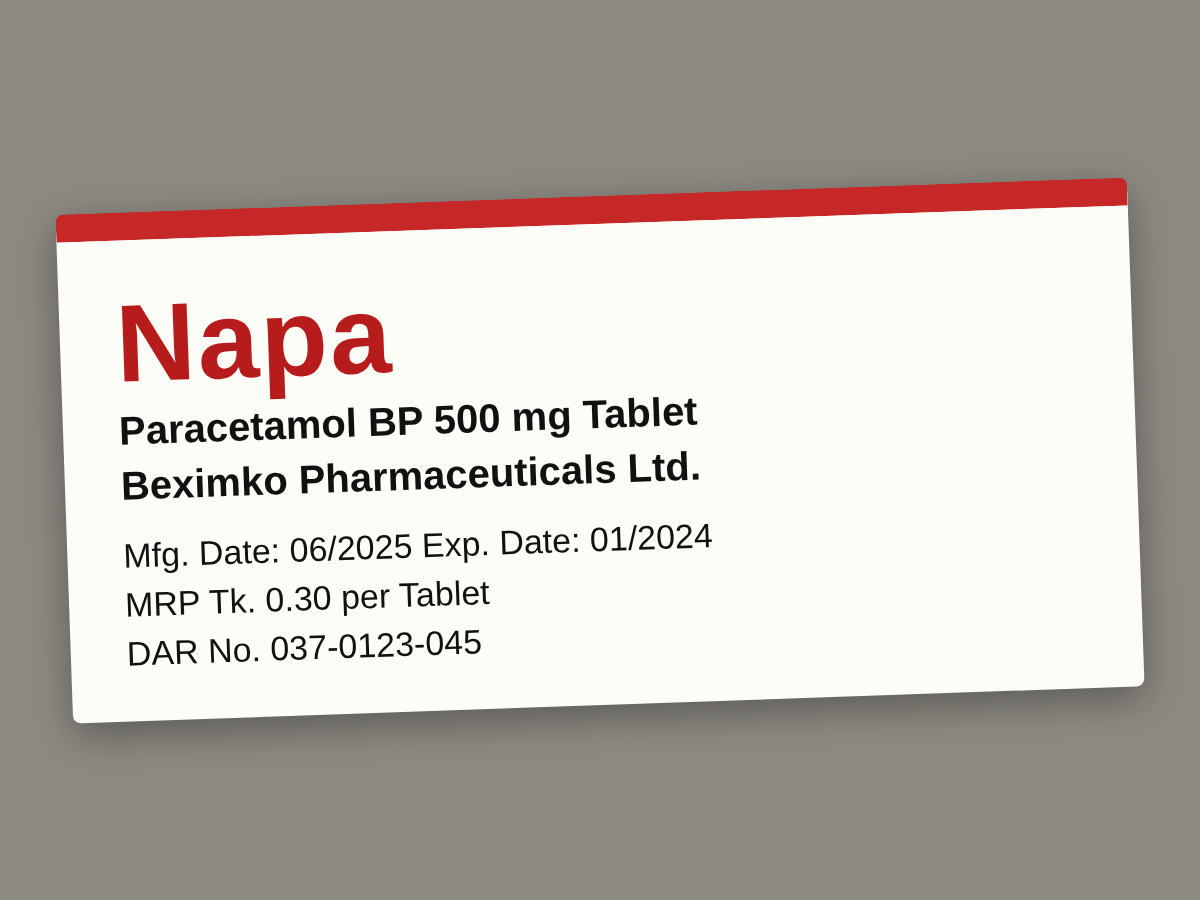 Napa
Paracetamol BP 500 mg Tablet
Beximko Pharmaceuticals Ltd.
Mfg. Date: 06/2025 Exp. Date: 01/2024
MRP Tk. 0.30 per Tablet
DAR No. 037-0123-045